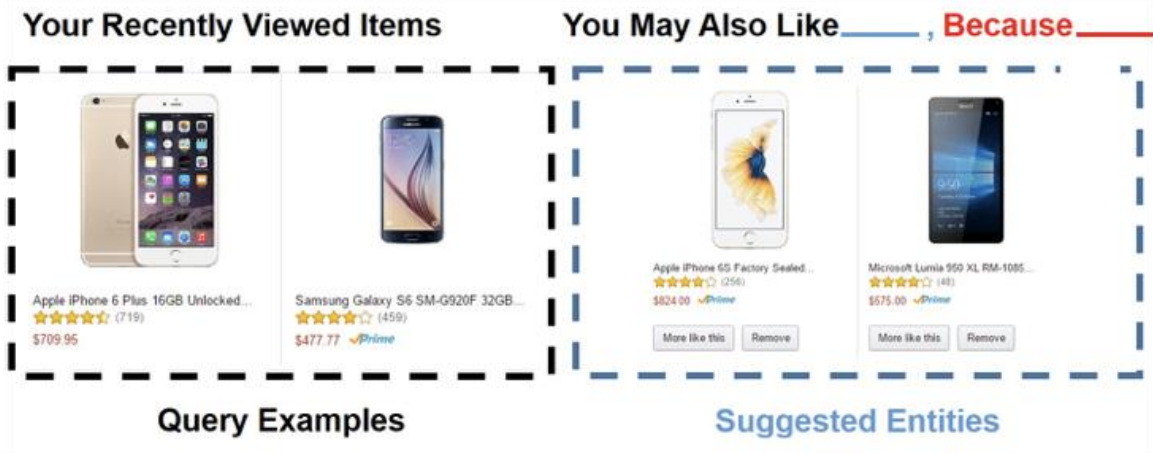 Your Recently Viewed Items
You May Also Like_____ , Because_____
Apple iPhone 6 Plus 16GB Unlocked...
(719)
$709.95
Samsung Galaxy S6 SM-G920F 32GB...
(459)
$477.77 Prime
Apple iPhone 6S Factory Sealed...
(256)
$824.00 Prime
More like this Remove
Microsoft Lumia 950 XL RM-1085...
(48)
$575.00 Prime
More like this Remove
Query Examples
Suggested Entities